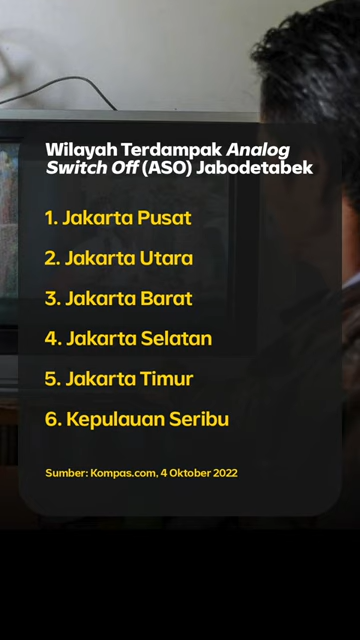 Wilayah Terdampak Analog
Switch Off (ASO) Jabodetabek
1. Jakarta Pusat
2. Jakarta Utara
3. Jakarta Barat
4. Jakarta Selatan
5. Jakarta Timur
6. Kepulauan Seribu
Sumber: Kompas.com, 4 Oktober 2022